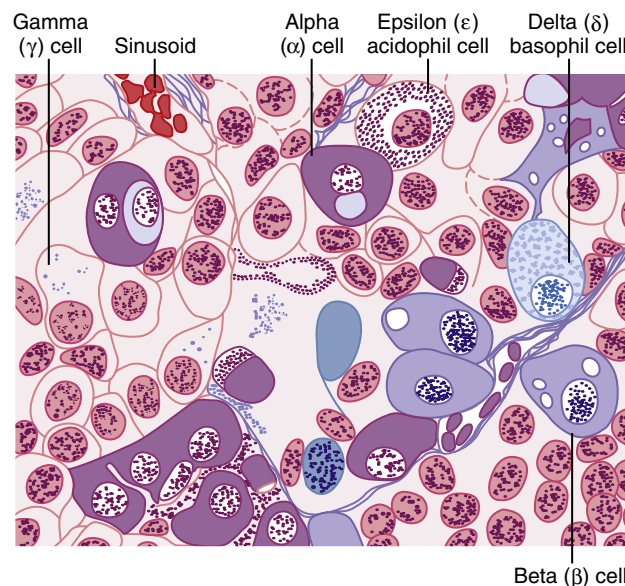 Gamma
(γ) cell
Sinusoid
Alpha
(α) cell
Epsilon (ε)
acidophil cell
Delta (δ)
basophil cell
Beta (β) cell